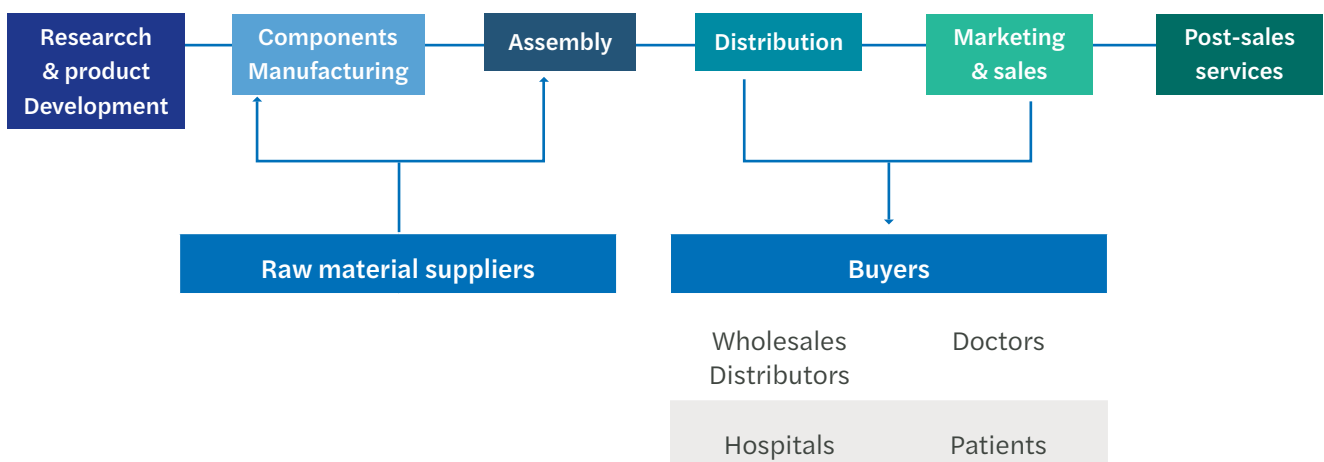 Researcch
& product
Development
Components
Manufacturing
Assembly
Distribution
Marketing
& sales
Post-sales
services
Raw material suppliers
Buyers
Wholesales
Distributors
Doctors
Hospitals
Patients